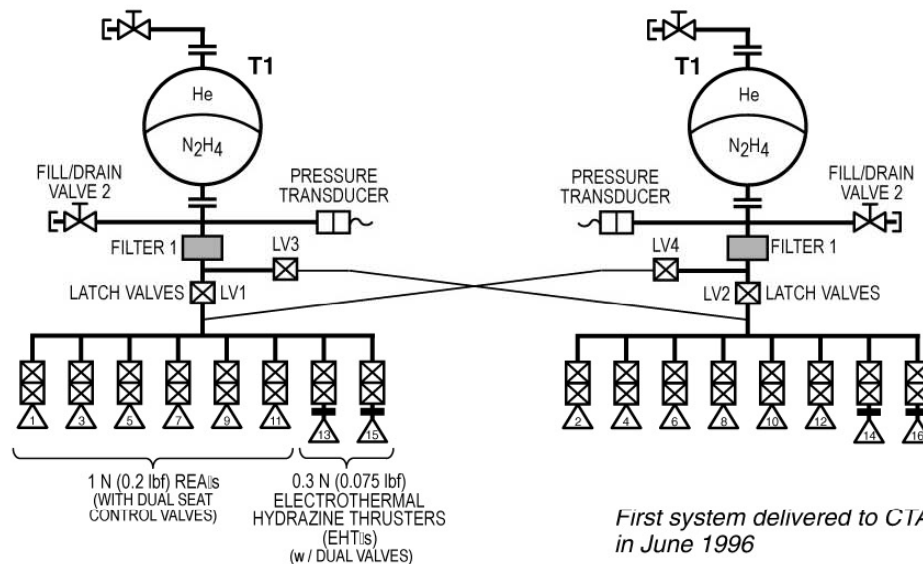 T1
He
N2H4
FILL/DRAIN
VALVE 2
PRESSURE
TRANSDUCER
FILTER 1
LV3
LATCH VALVES
LV1
1
3
5
7
9
11
13
15
1 N (0.2 lbf) REA▯s
(WITH DUAL SEAT
CONTROL VALVES)
0.3 N (0.075 lbf)
ELECTROTHERMAL
HYDRAZINE THRUSTERS
(EHT▯s)
(w / DUAL VALVES)
T1
He
N2H4
PRESSURE
TRANSDUCER
FILL/DRAIN
VALVE 2
LV4
FILTER 1
LV2
LATCH VALVES
2
4
6
8
10
12
14
16
First system delivered to CTA
in June 1996